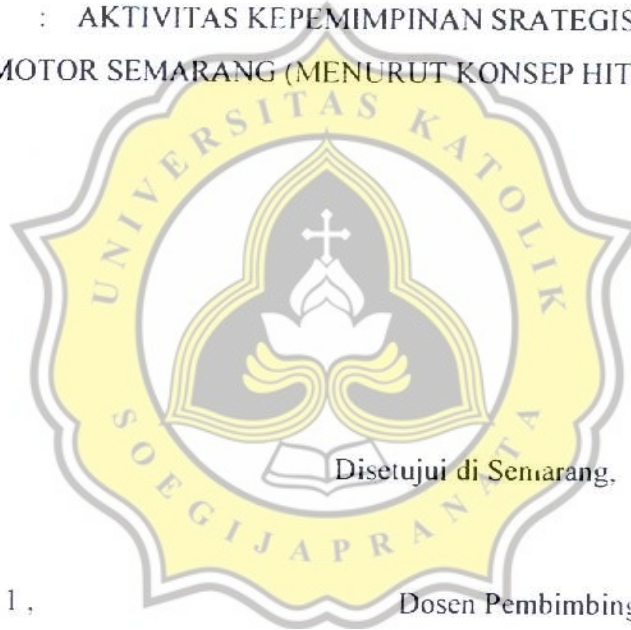 : AKTIVITAS KEPEMIMPINAN SRATEGIS
MOTOR SEMARANG (MENURUT KONSEP HIT
UNIVERSITAS KATOLIK
SOEGIJAPRANATA
Disetujui di Semarang,
1 ,
Dosen Pembimbing